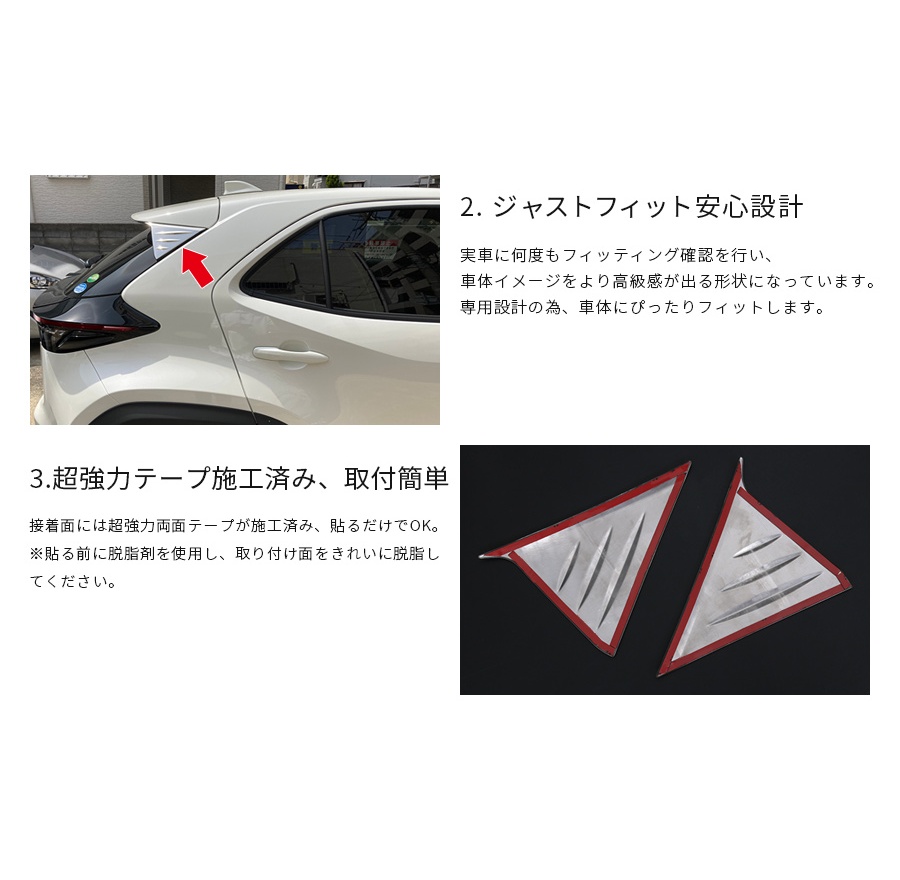 2. ジャストフィット安心設計
実車に何度もフィッティング確認を行い、
車体イメージをより高級感が出る形状になっています。
専用設計の為、車体にぴったりフィットします。
3.超強力テープ施工済み、取付簡単
接着面には超強力両面テープが施工済み、貼るだけでOK。
※貼る前に脱脂剤を使用し、取り付け面をきれいに脱脂し
てください。